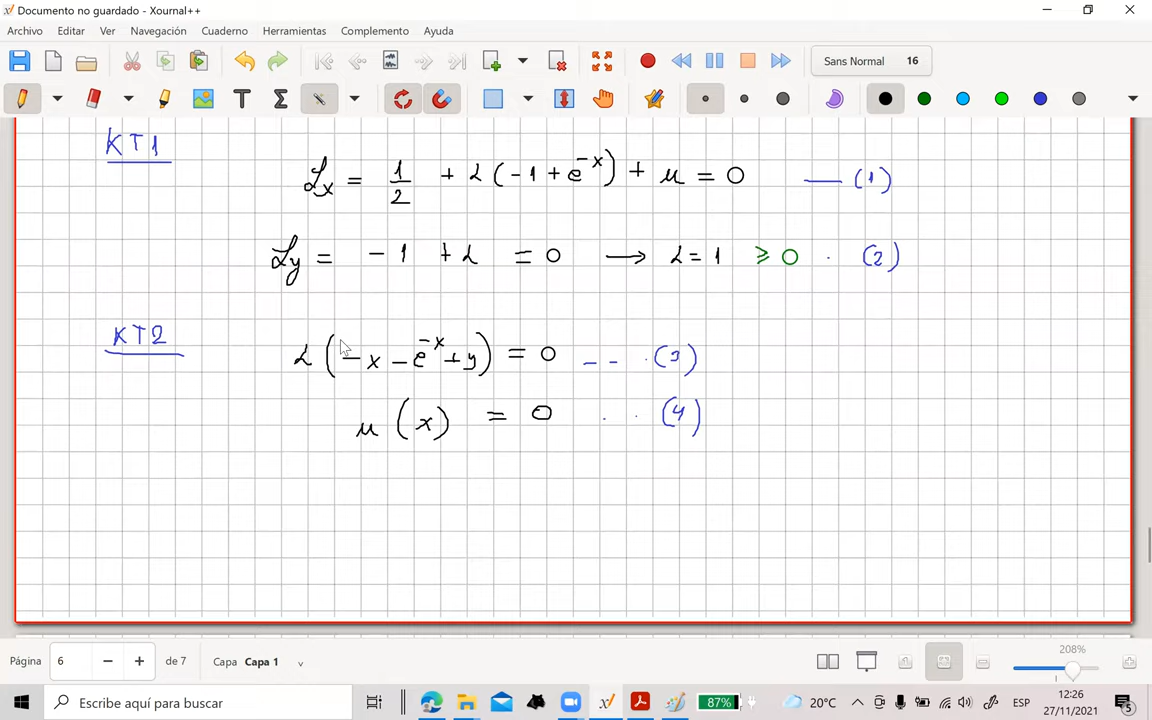 Documento no guardado - Xournal++
Archivo Editar Ver Navegación Cuaderno Herramientas Complemento Ayuda
Sans Normal 16
KT1
ℒx = 1/2 + λ(-1 + e^-x) + μ = 0 — (1)
ℒy = -1 + λ = 0 → λ = 1 ≥ 0 . (2)
KT2
λ(-x - e^-x + y) = 0 -- . (3)
μ(x) = 0 . . (4)
Página 6 de 7 Capa Capa 1 208%
Escribe aquí para buscar 87% 20°C ESP 12:26 27/11/2021 5